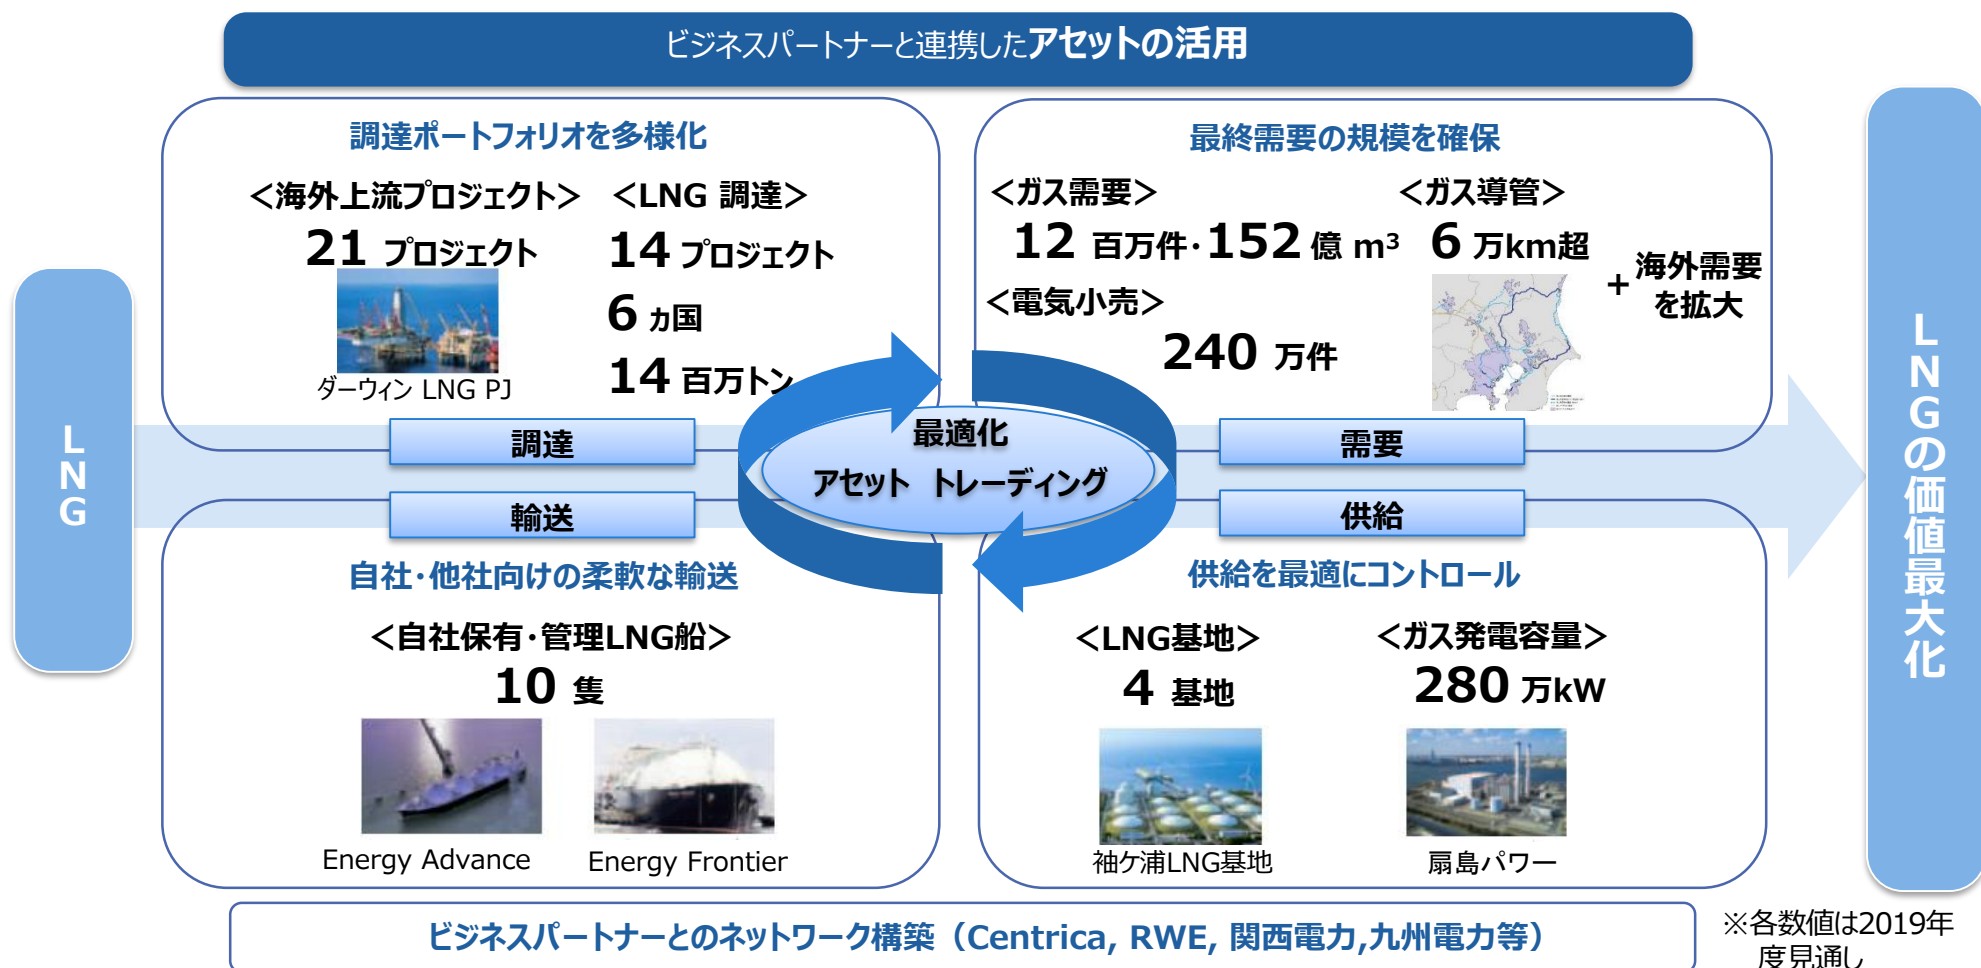 ビジネスパートナーと連携したアセットの活用
調達ポートフォリオを多様化
＜海外上流プロジェクト＞
21 プロジェクト
ダーウィン LNG PJ
＜LNG 調達＞
14 プロジェクト
6 ヵ国
14 百万トン
最終需要の規模を確保
＜ガス需要＞
12 百万件･152 億 m³
＜電気小売＞
240 万件
＜ガス導管＞
6 万km超
＋海外需要
を拡大
LNG
調達
需要
最適化
アセット トレーディング
輸送
供給
LNGの価値最大化
自社･他社向けの柔軟な輸送
＜自社保有･管理LNG船＞
10 隻
Energy Advance
Energy Frontier
供給を最適にコントロール
＜LNG基地＞
4 基地
袖ケ浦LNG基地
＜ガス発電容量＞
280 万kW
扇島パワー
ビジネスパートナーとのネットワーク構築（Centrica, RWE, 関西電力,九州電力等）
※各数値は2019年
度見通し